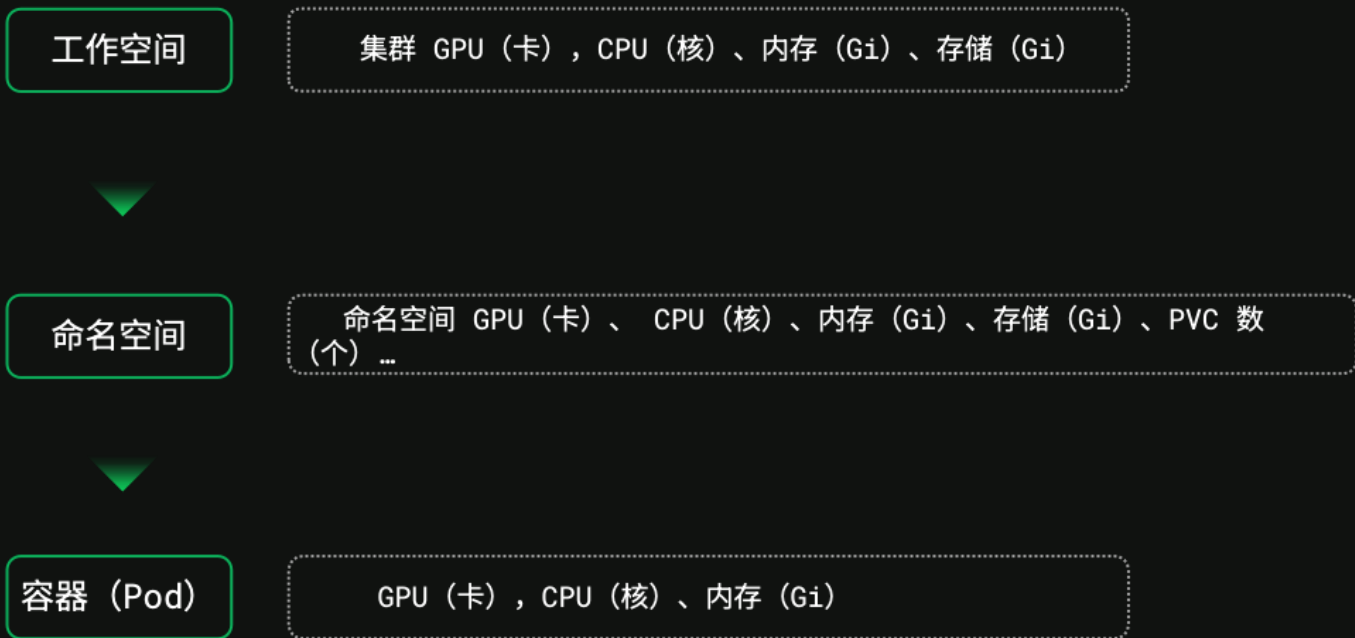 工作空间
集群 GPU（卡），CPU（核）、内存（Gi）、存储（Gi）
命名空间
命名空间 GPU（卡）、 CPU（核）、内存（Gi）、存储（Gi）、PVC 数
（个）…
容器（Pod）
GPU（卡），CPU（核）、内存（Gi）